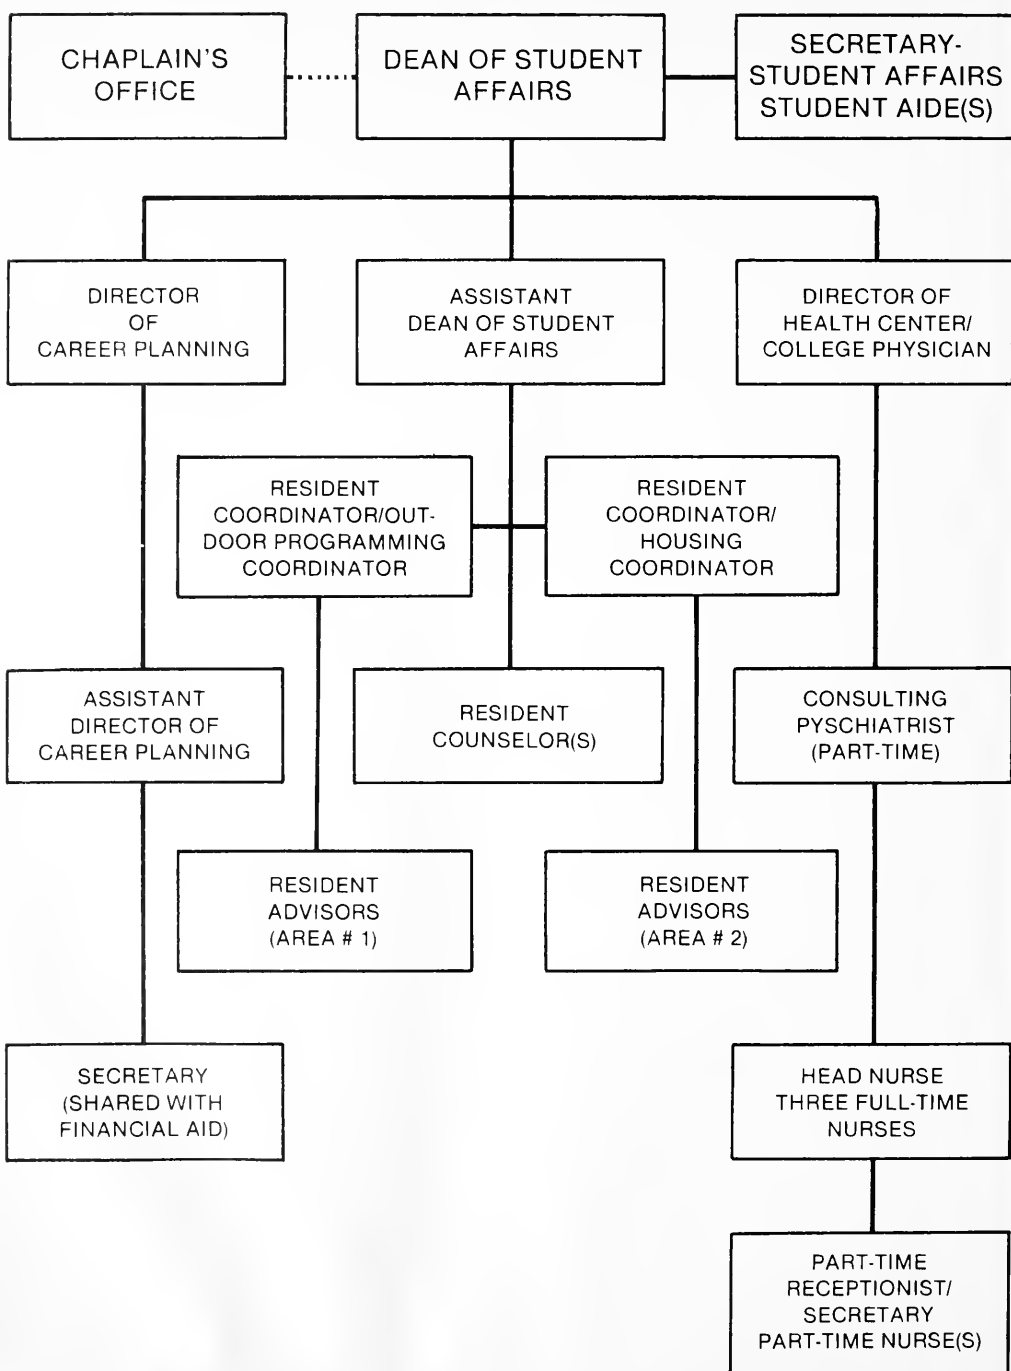 CHAPLAIN'S
OFFICE
DEAN OF STUDENT
AFFAIRS
SECRETARY-
STUDENT AFFAIRS
STUDENT AIDE(S)
DIRECTOR
OF
CAREER PLANNING
ASSISTANT
DEAN OF STUDENT
AFFAIRS
DIRECTOR OF
HEALTH CENTER/
COLLEGE PHYSICIAN
RESIDENT
COORDINATOR/OUT-
DOOR PROGRAMMING
COORDINATOR
RESIDENT
COORDINATOR/
HOUSING
COORDINATOR
ASSISTANT
DIRECTOR OF
CAREER PLANNING
RESIDENT
COUNSELOR(S)
CONSULTING
PYSCHIATRIST
(PART-TIME)
RESIDENT
ADVISORS
(AREA # 1)
RESIDENT
ADVISORS
(AREA # 2)
SECRETARY
(SHARED WITH
FINANCIAL AID)
HEAD NURSE
THREE FULL-TIME
NURSES
PART-TIME
RECEPTIONIST/
SECRETARY
PART-TIME NURSE(S)